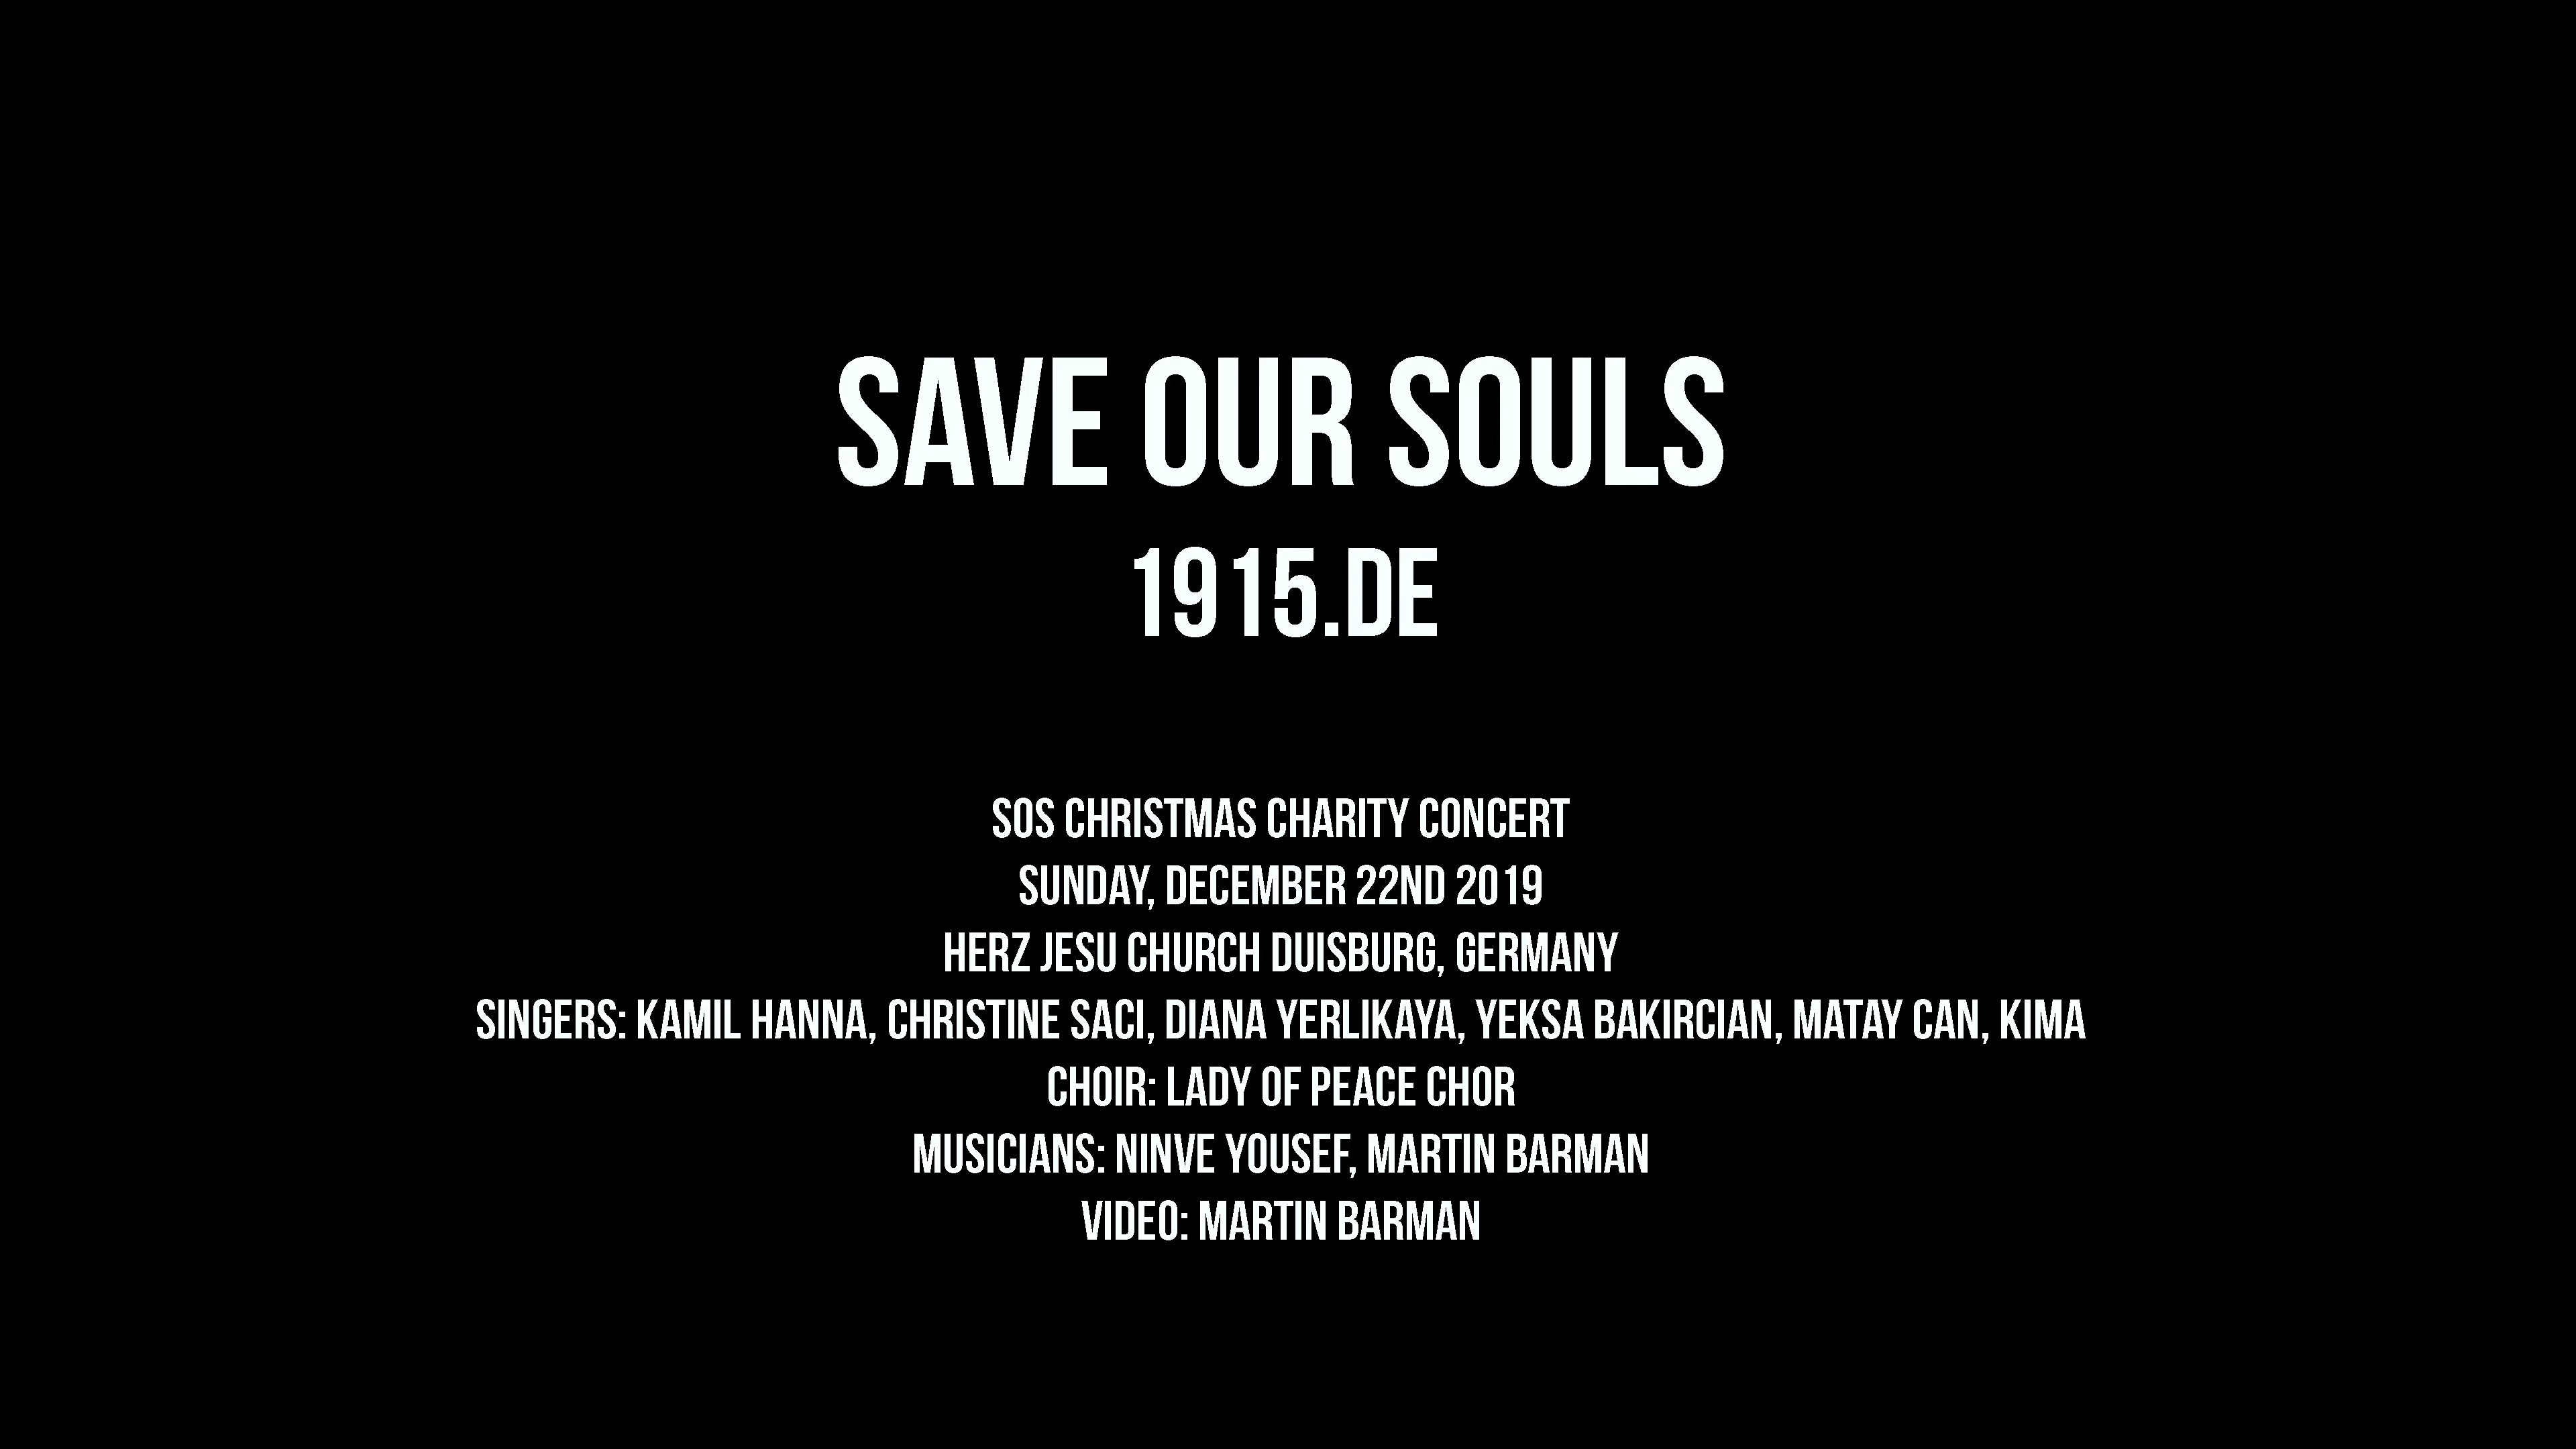 SAVE OUR SOULS
1915.DE
SOS CHRISTMAS CHARITY CONCERT
SUNDAY, DECEMBER 22ND 2019
HERZ JESU CHURCH DUISBURG, GERMANY
SINGERS: KAMIL HANNA, CHRISTINE SACI, DIANA YERLIKAYA, YEKSA BAKIRCIAN, MATAY CAN, KIMA
CHOIR: LADY OF PEACE CHOR
MUSICIANS: NINVE YOUSEF, MARTIN BARMAN
VIDEO: MARTIN BARMAN